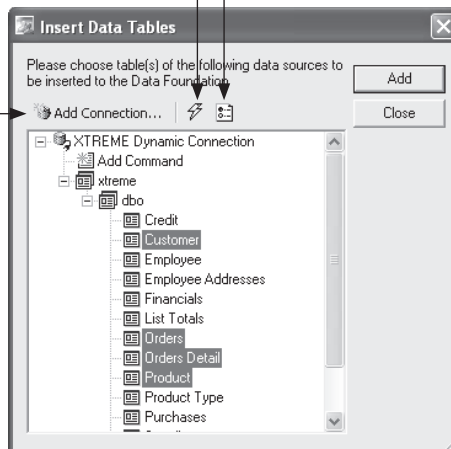 Insert Data Tables
Please choose table(s) of the following data sources to
be inserted to the Data Foundation.
Add
Close
Add Connection...
XTREME Dynamic Connection
Add Command
xtreme
dbo
Credit
Customer
Employee
Employee Addresses
Financials
List Totals
Orders
Orders Detail
Product
Product Type
Purchases